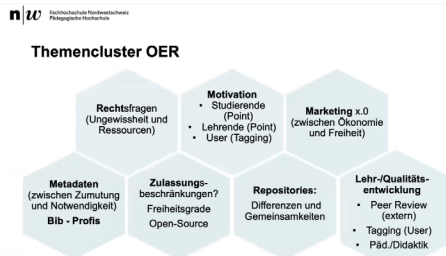 n|w Fachhochschule Nordwestschweiz
Pädagogische Hochschule
Themencluster OER
Rechtsfragen
(Ungewissheit und
Ressourcen)
Motivation
• Studierende
(Point)
• Lehrende (Point)
• User (Tagging)
Marketing x.0
(zwischen Ökonomie
und Freiheit)
Metadaten
(zwischen Zumutung
und Notwendigkeit)
Bib - Profis
Zulassungs-
beschränkungen?
Freiheitsgrade
Open-Source
Repositories:
Differenzen und
Gemeinsamkeiten
Lehr-/Qualitäts-
entwicklung
• Peer Review
(extern)
• Tagging (User)
• Päd./Didaktik